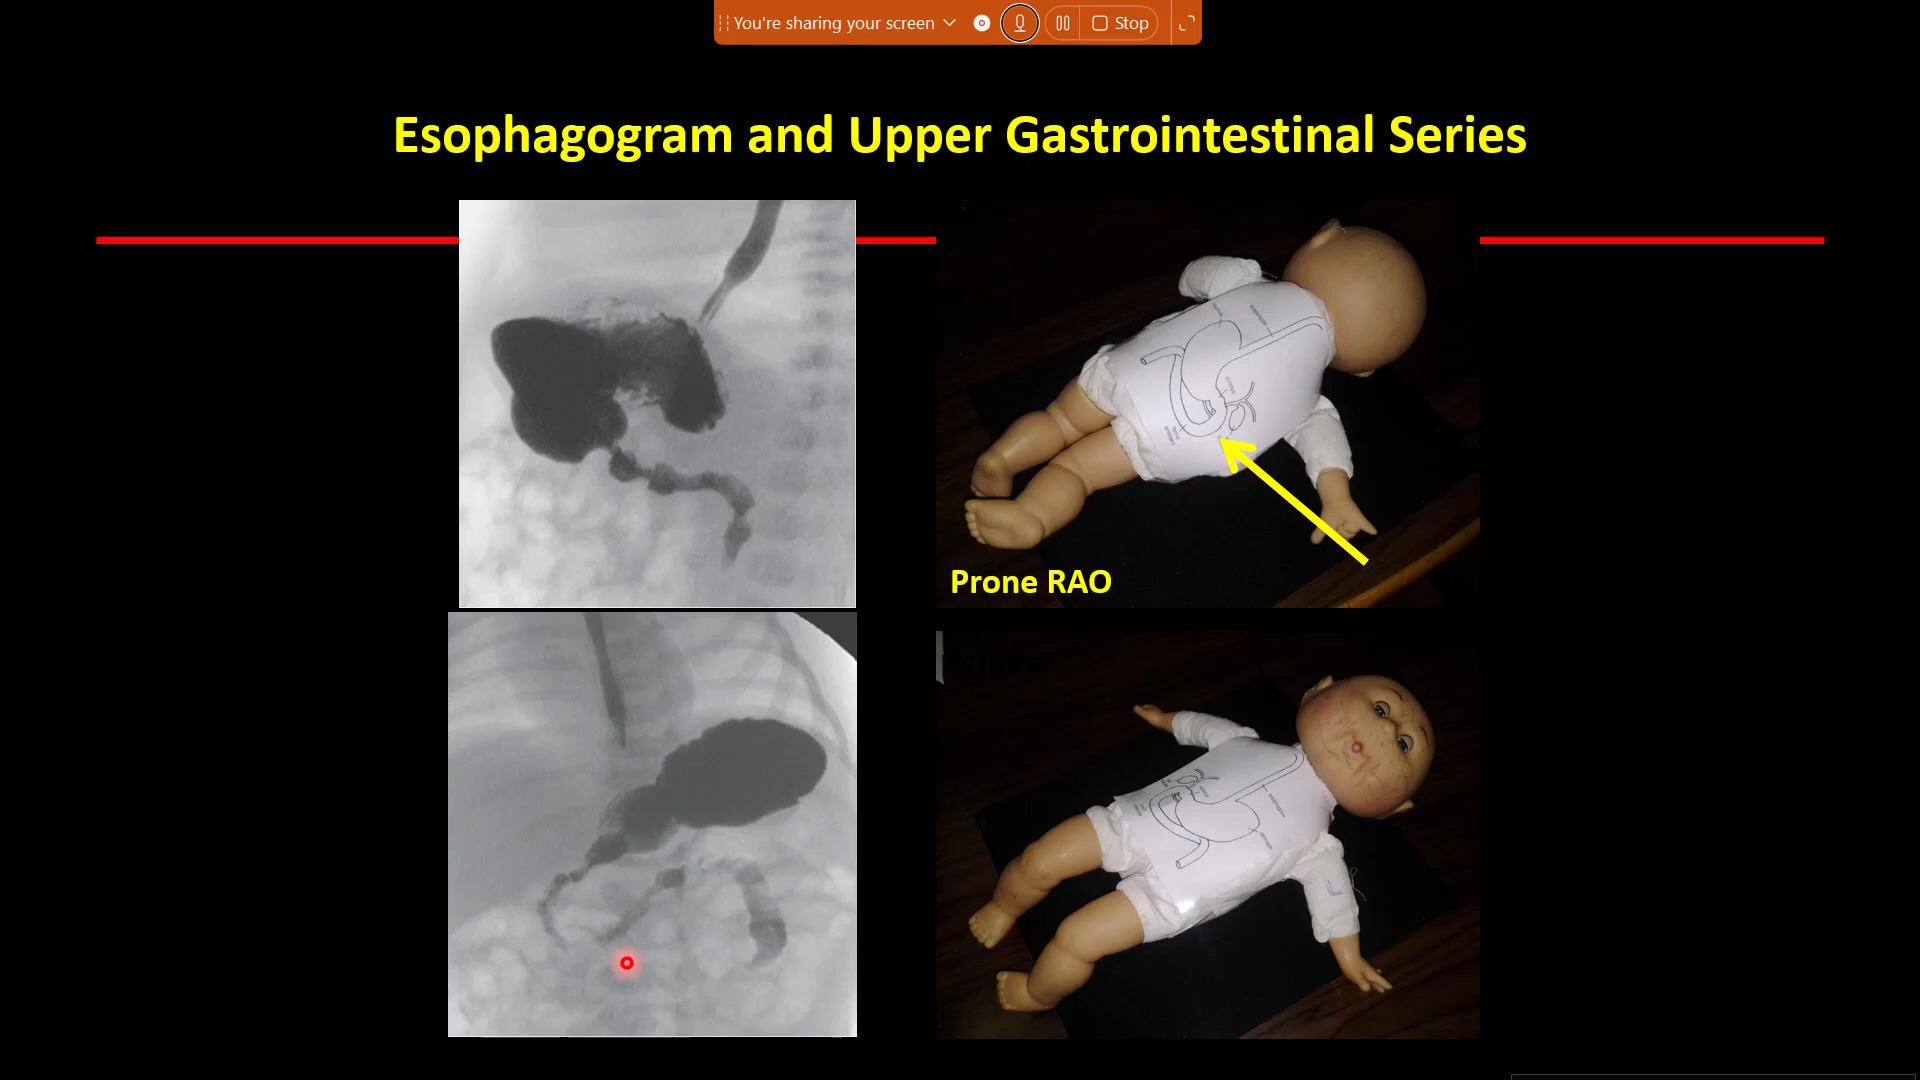 You're sharing your screen
Stop
Esophagogram and Upper Gastrointestinal Series
Prone RAO